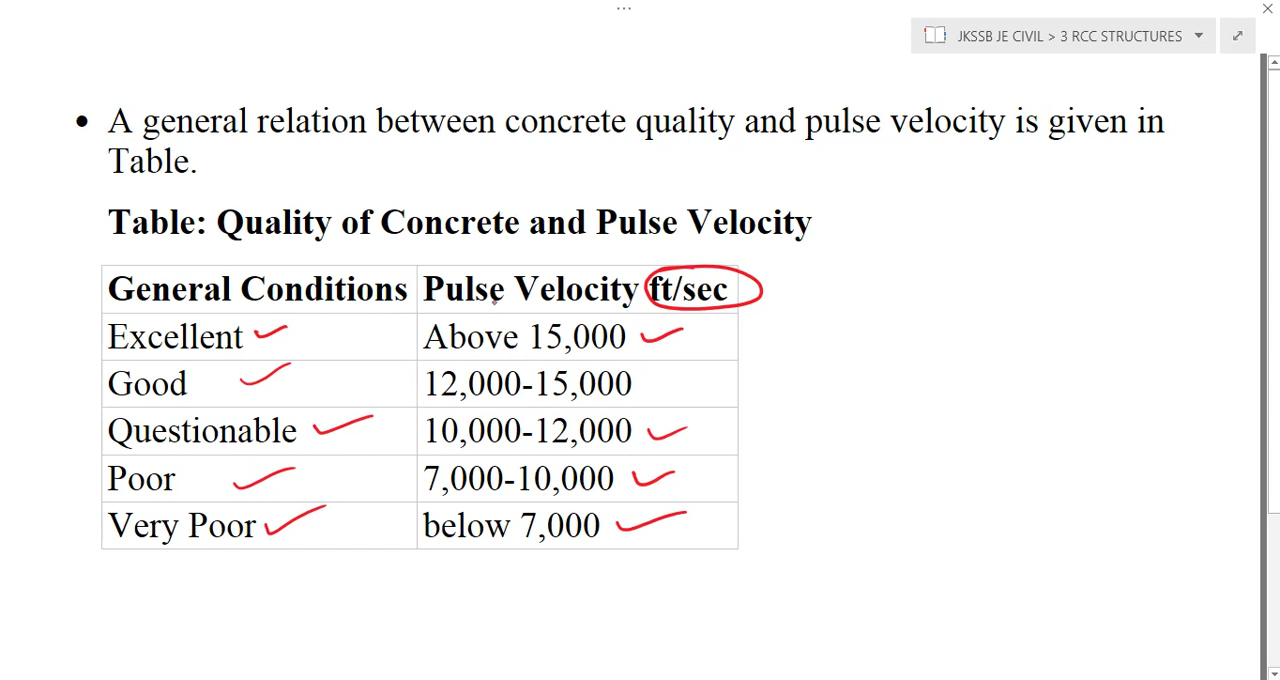 JKSSB JE CIVIL > 3 RCC STRUCTURES
• A general relation between concrete quality and pulse velocity is given in
Table.
Table: Quality of Concrete and Pulse Velocity
General Conditions Pulse Velocity ft/sec
Excellent Above 15,000
Good 12,000-15,000
Questionable 10,000-12,000
Poor 7,000-10,000
Very Poor below 7,000